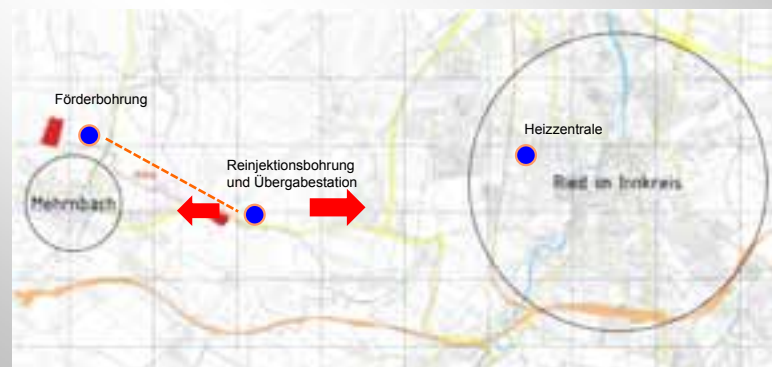 Förderbohrung
Heizzentrale
Reinjektionsbohrung
und Übergabestation
Mehrnbach
Ried im Innkreis